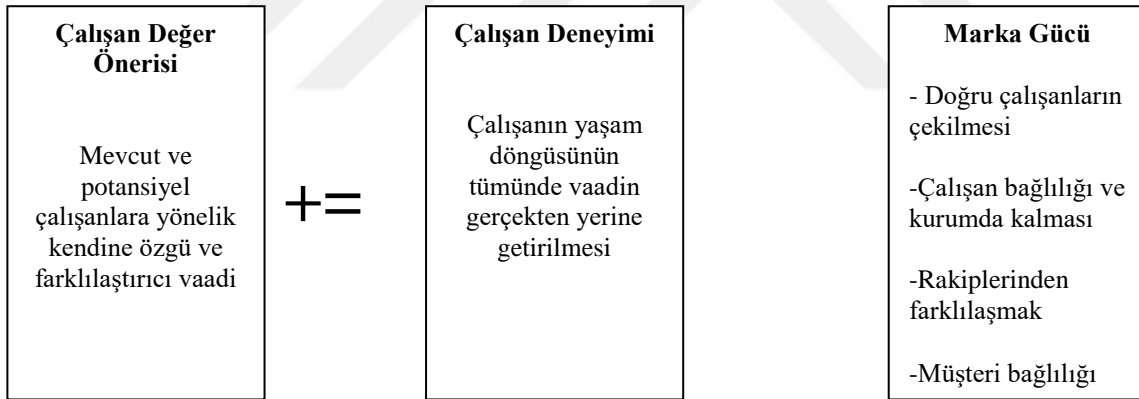 Çalışan Değer
Önerisi
Mevcut ve
potansiyel
çalışanlara yönelik
kendine özgü ve
farklılaştırıcı vaadi
+=
Çalışan Deneyimi
Çalışanın yaşam
döngüsünün
tümünde vaadin
gerçekten yerine
getirilmesi
Marka Gücü
- Doğru çalışanların
çekilmesi
-Çalışan bağlılığı ve
kurumda kalması
-Rakiplerinden
farklılaşmak
-Müşteri bağlılığı